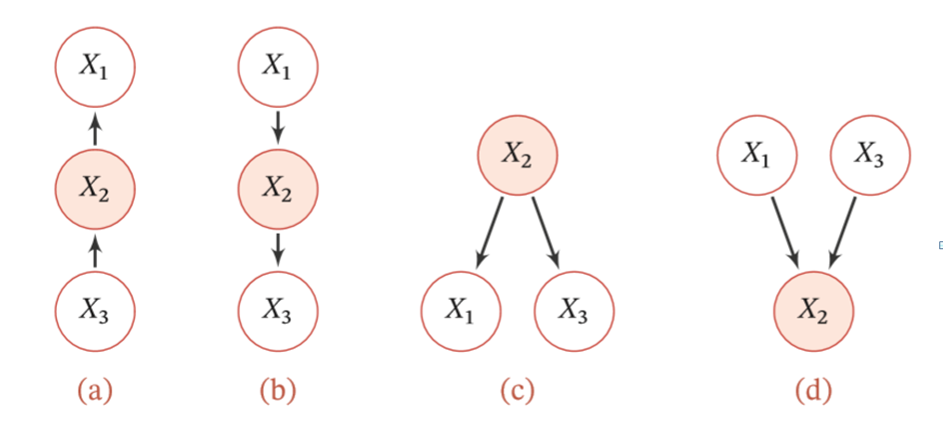 X₁
X₂
X₃
(a)
X₁
X₂
X₃
(b)
X₂
X₁ X₃
(c)
X₁ X₃
X₂
(d)